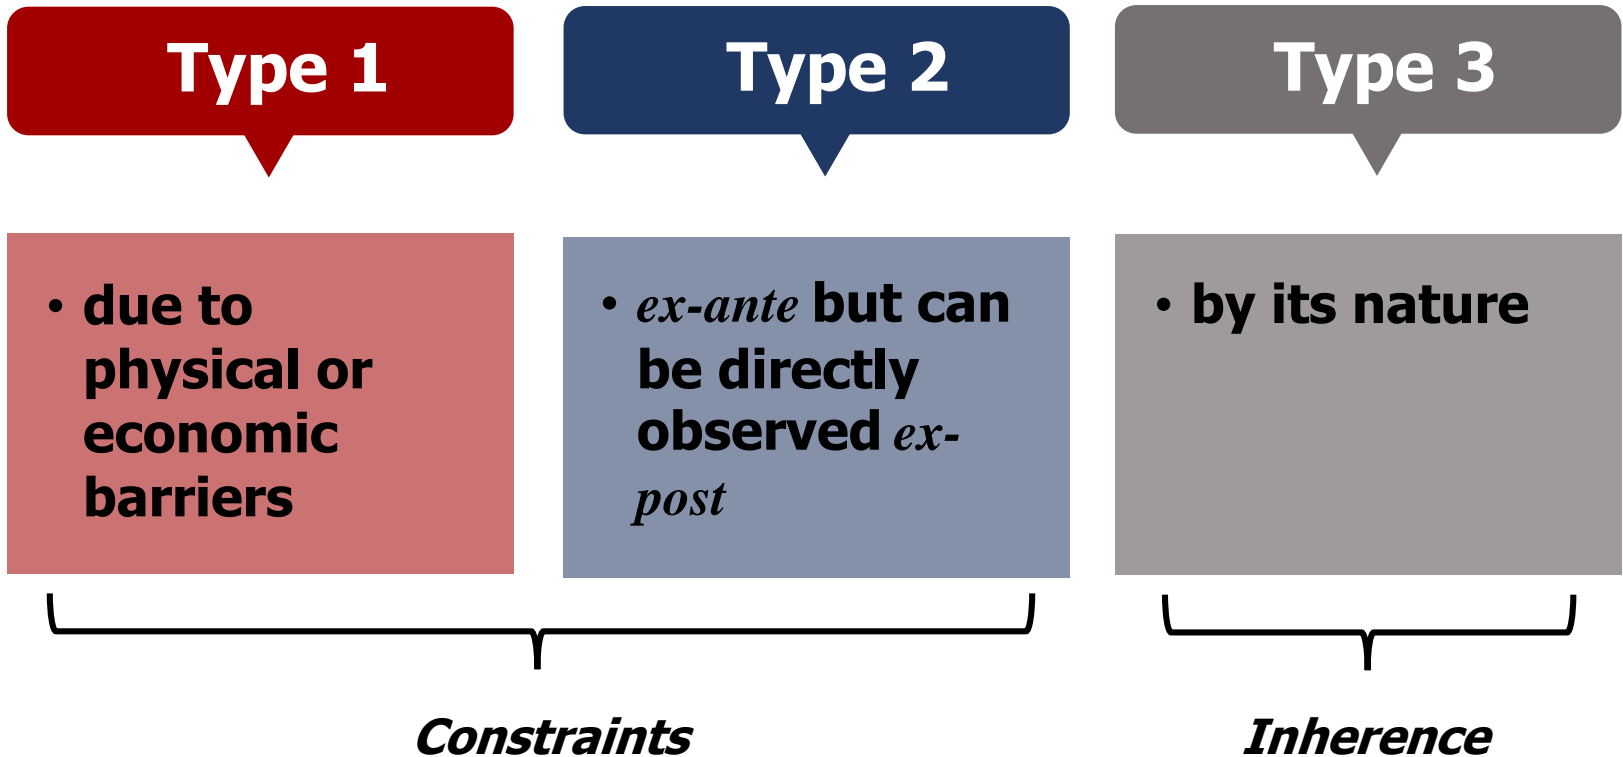 Type 1
Type 2
Type 3
• due to
physical or
economic
barriers
• ex-ante but can
be directly
observed ex-
post
• by its nature
Constraints
Inherence